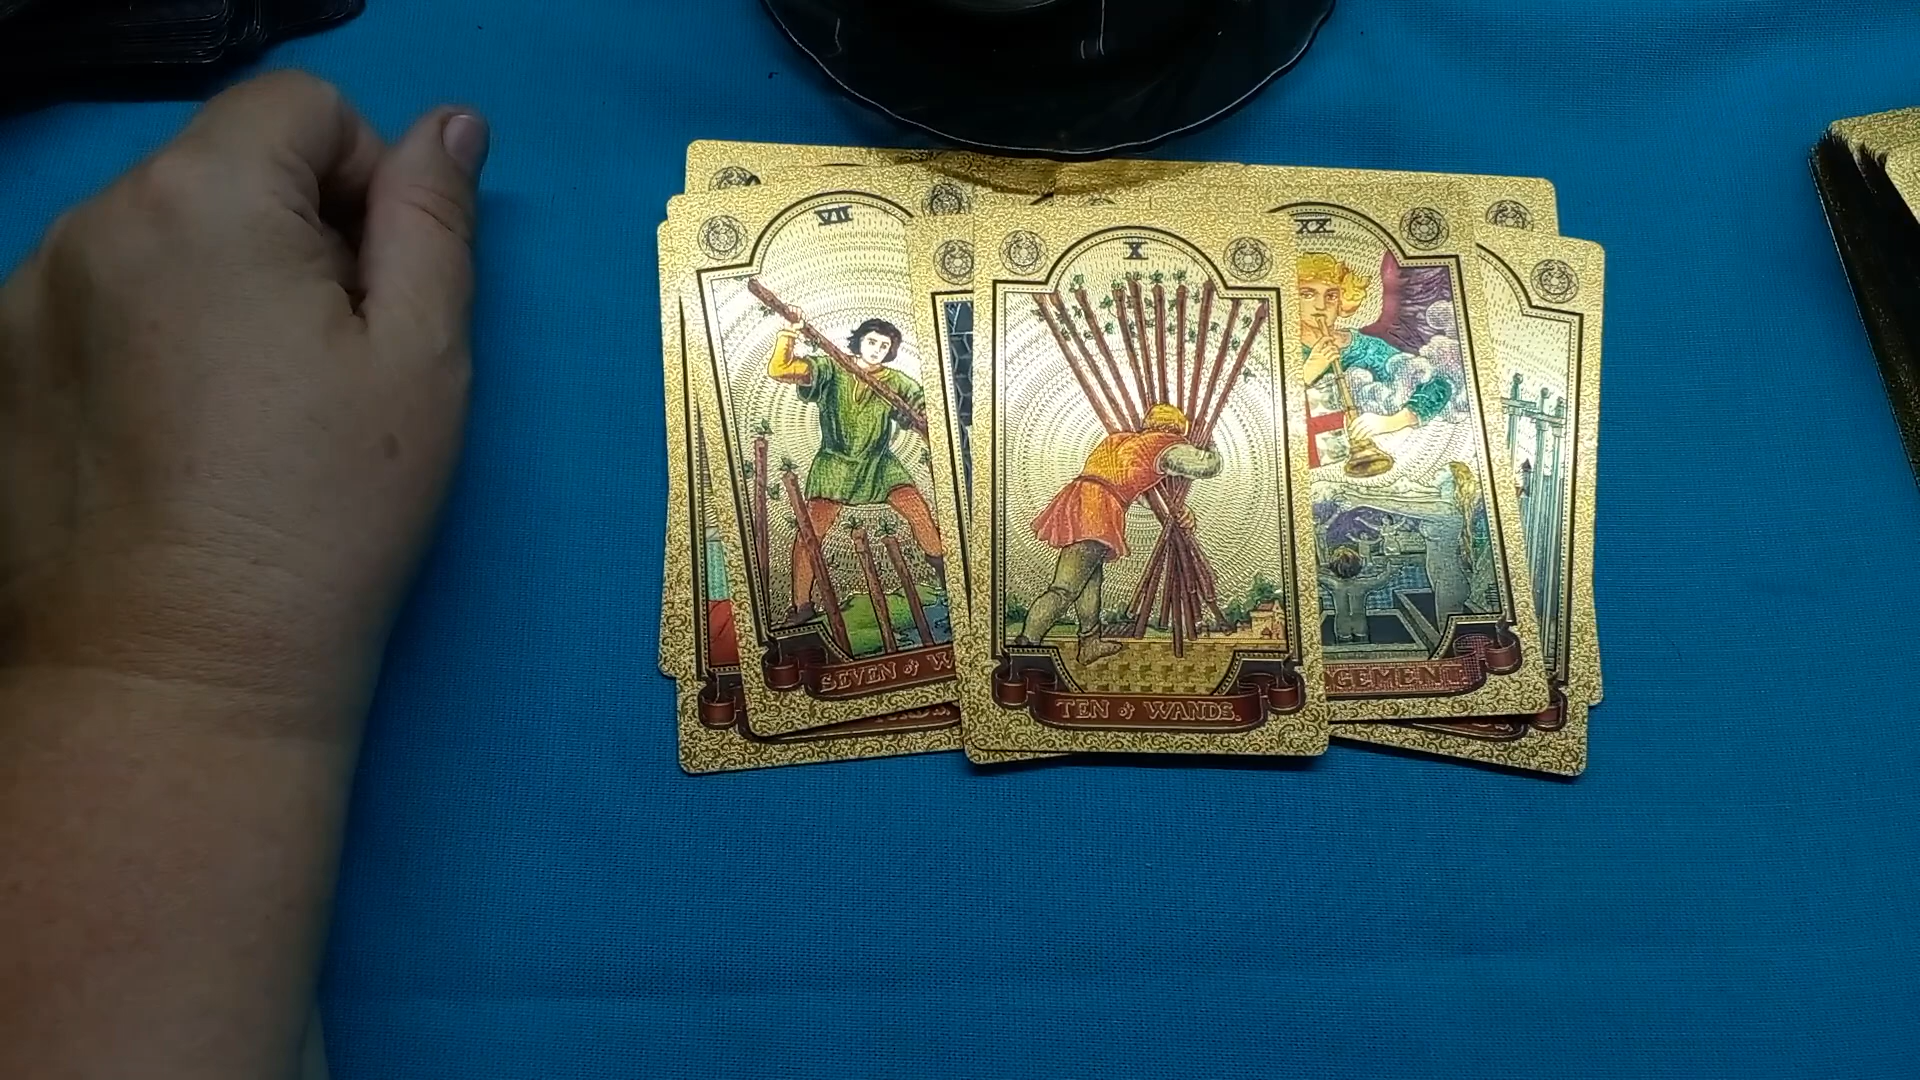 VII
X
XX
SEVEN of W
TEN of WANDS.
GEMENT.